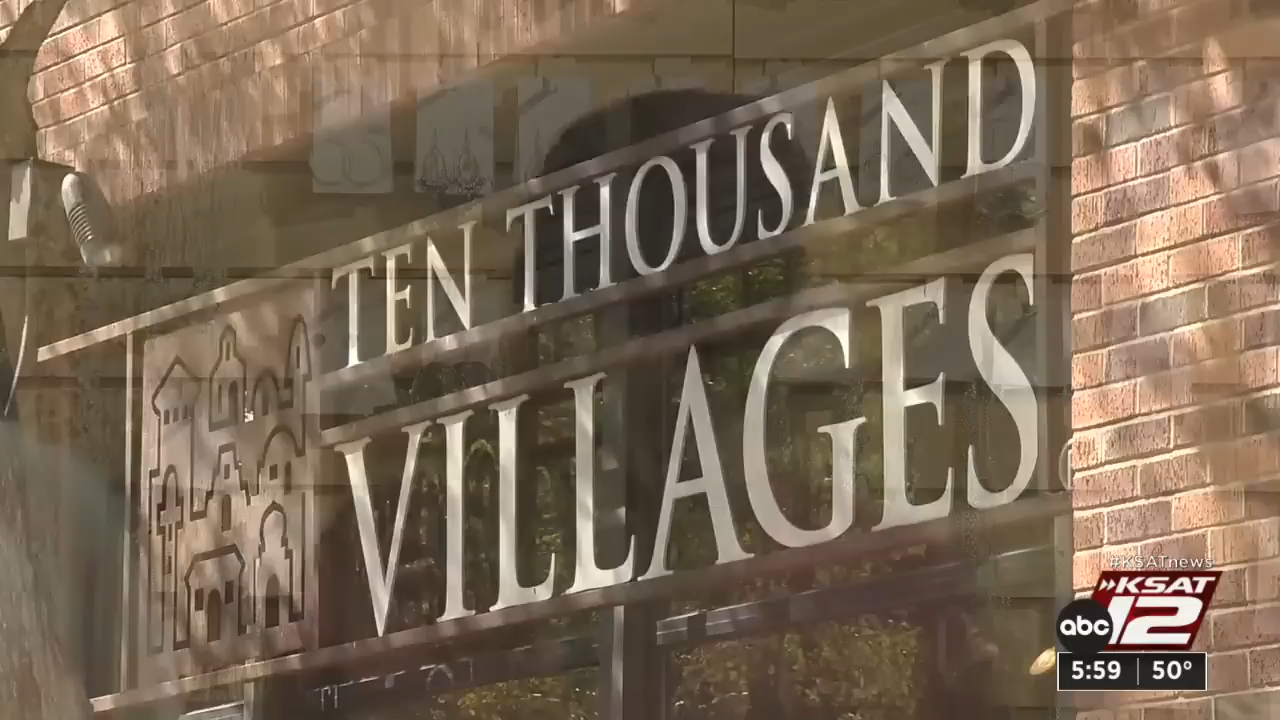 TEN THOUSAND
VILLAGES
#KSATnews
KSAT
abc 12
5:59 50°